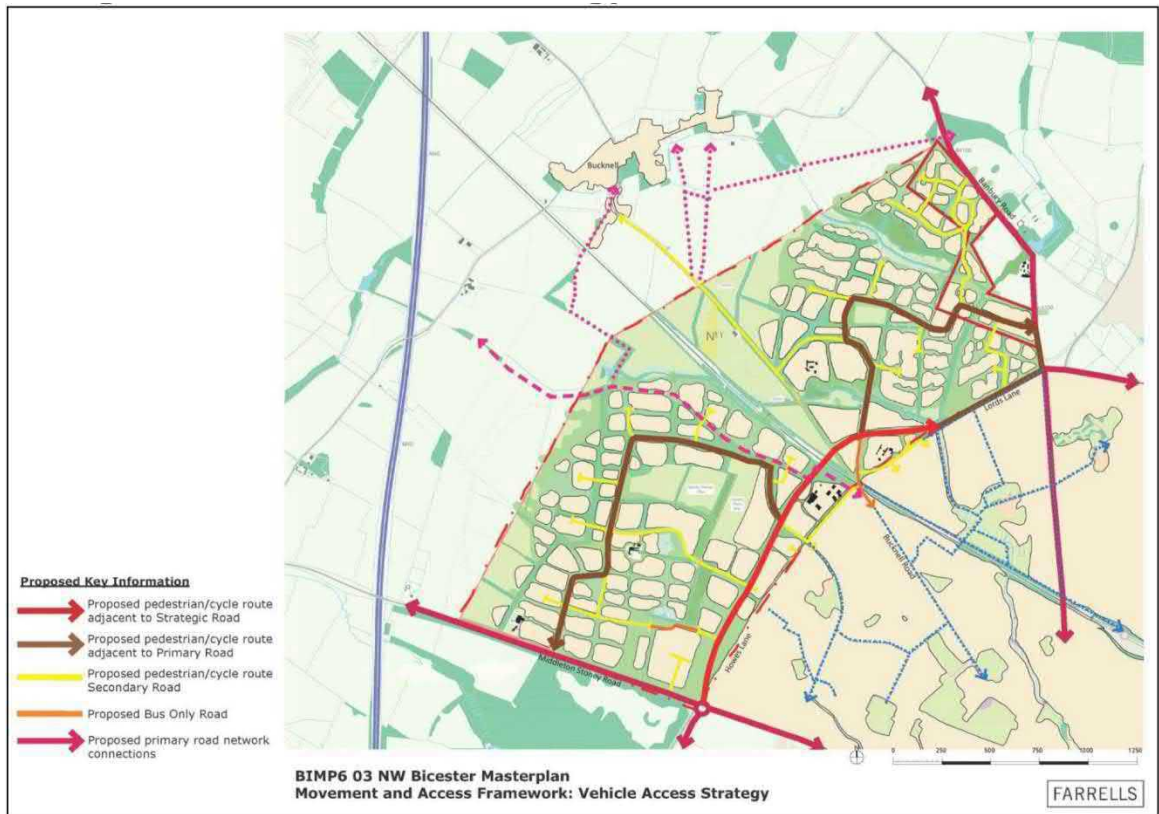 Bucknell
Banbury Road
Lords Lane
Bucknell Road
Howes Lane
Middleton Stoney Road
Proposed Key Information
Proposed pedestrian/cycle route
adjacent to Strategic Road
Proposed pedestrian/cycle route
adjacent to Primary Road
Proposed pedestrian/cycle route
Secondary Road
Proposed Bus Only Road
Proposed primary road network
connections
N
0 250 500 750 1000 1250
BIMP6 03 NW Bicester Masterplan
Movement and Access Framework: Vehicle Access Strategy
FARRELLS